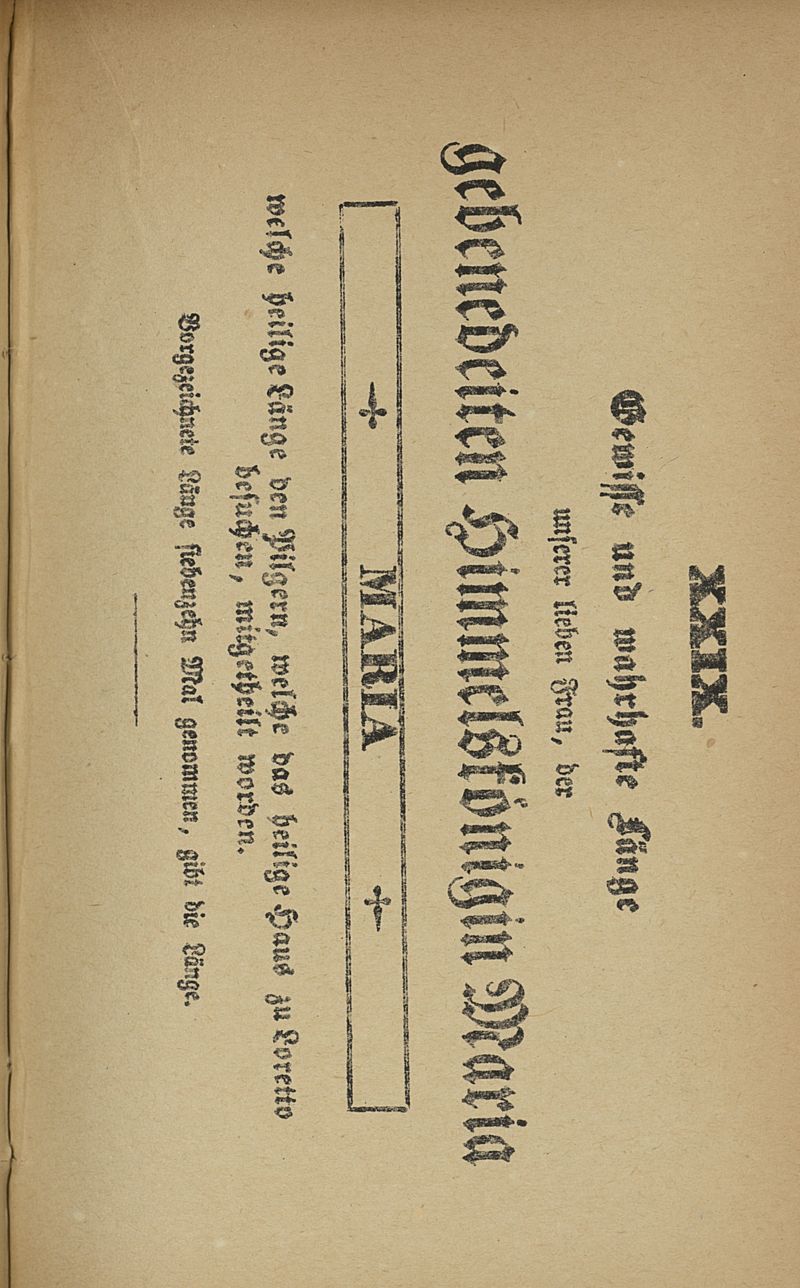 XXIX.
Gewisse und wahrhafte Länge
unserer lieben Frau, der
gebenedeiten Himmelskönigin Maria
MARIA
welche heilige Länge den Pilgern, welche das heilige Haus zu Loretto
besuchen, mitgetheilt worden.
Vorgezeichnete Länge siebenzehn Mal genommen, gibt die Länge.